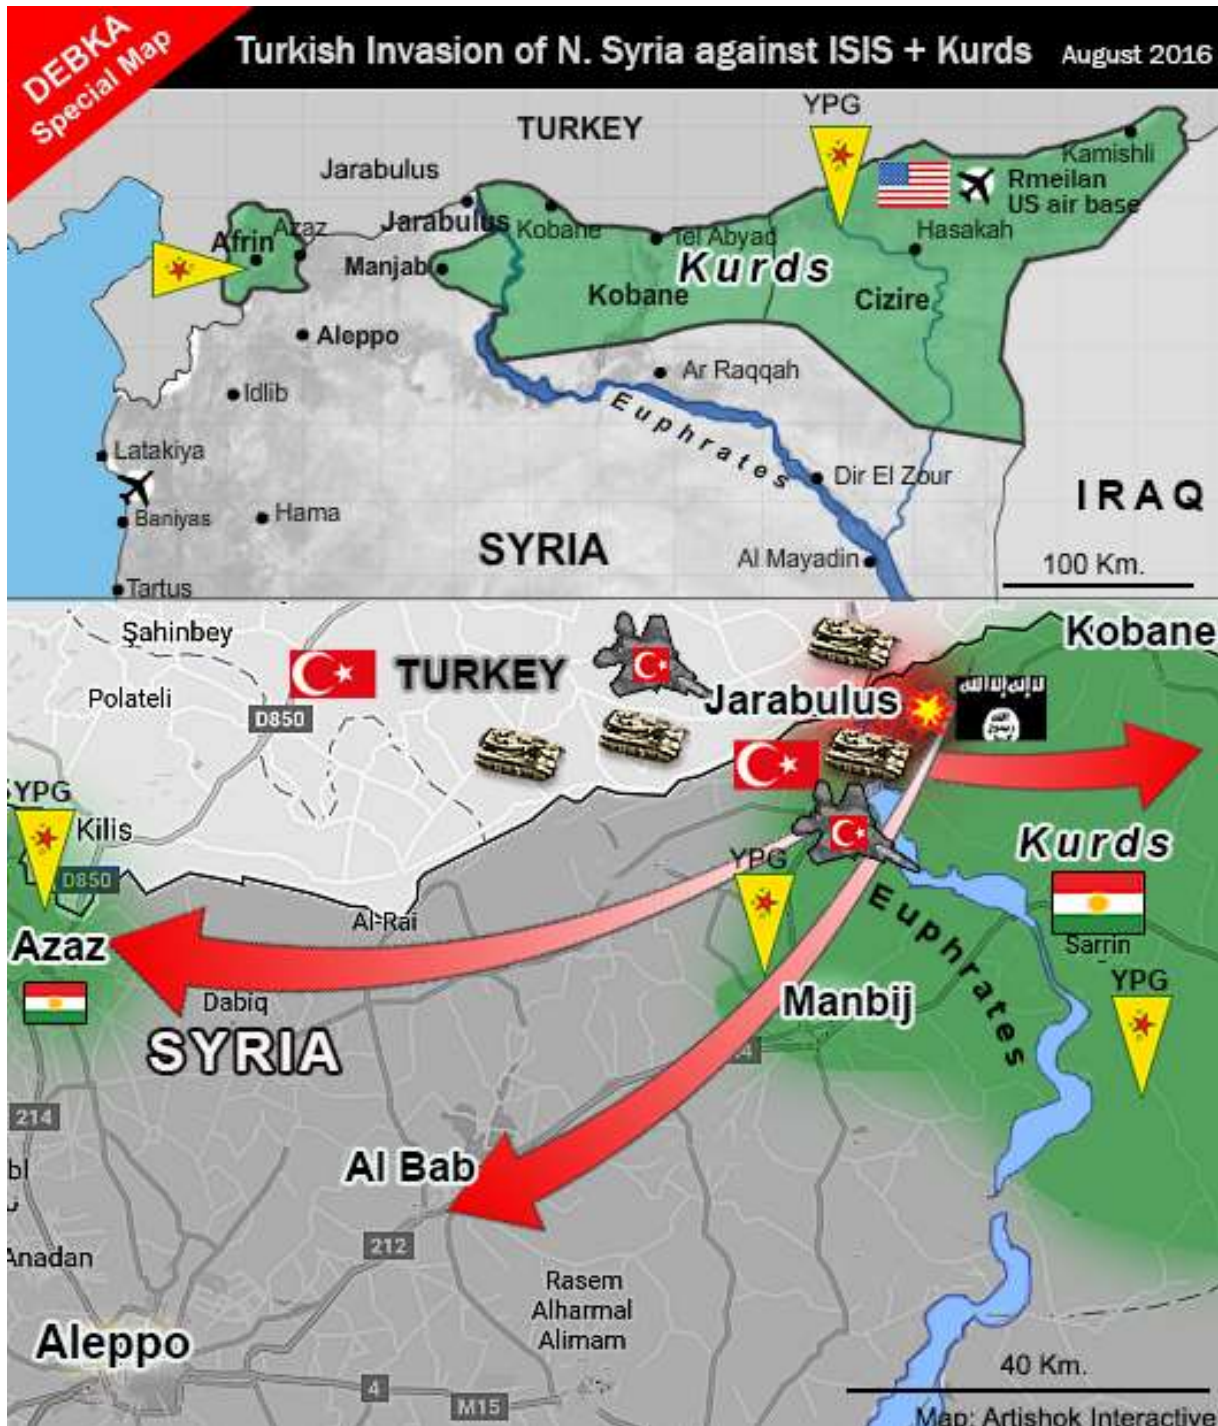 DEBKA
Special Map
Turkish Invasion of N. Syria against ISIS + Kurds August 2016
YPG
TURKEY
Kamishli
Jarabulus
Rmeilan
US air base
Jarabulus
Kobane
Azaz
Afrin
Tel Abyad
Hasakah
Manjab
Kurds
Kobane
Cizire
Aleppo
Ar Raqqah
Idlib
Euphrates
Latakiya
Dir El Zour
IRAQ
Baniyas
Hama
SYRIA
Al Mayadin
100 Km.
Tartus
Şahinbey
Kobane
TURKEY
Polateli
Jarabulus
D850
YPG
Kilis
Kurds
YPG
D850
Euphrates
Al-Rai
Azaz
Sarrin
YPG
Dabiq
Manbij
SYRIA
214
Al Bab
212
Anadan
Rasem
Alharmal
Alimam
Aleppo
40 Km.
4
M15
Map: Artishok Interactive